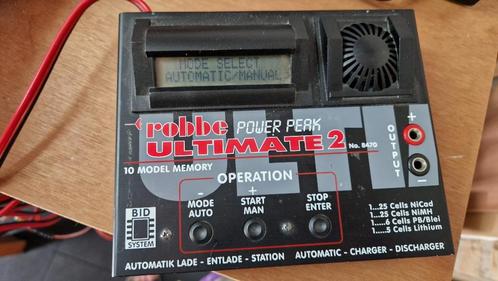 MODE SELECT
AUTOMATIC/MANUAL
robbe POWER PEAK
ULTIMATE 2
No. 8470
ULTI
10 MODEL MEMORY
OPERATION
OUTPUT
+
-
- + STOP
MODE START ENTER
AUTO MAN
BID
SYSTEM
1...25 Cells NiCad
1...25 Cells NiMH
1....6 Cells PB/Blei
1.....5 Cells Lithium
AUTOMATIK LADE - ENTLADE - STATION AUTOMATIC - CHARGER - DISCHARGER